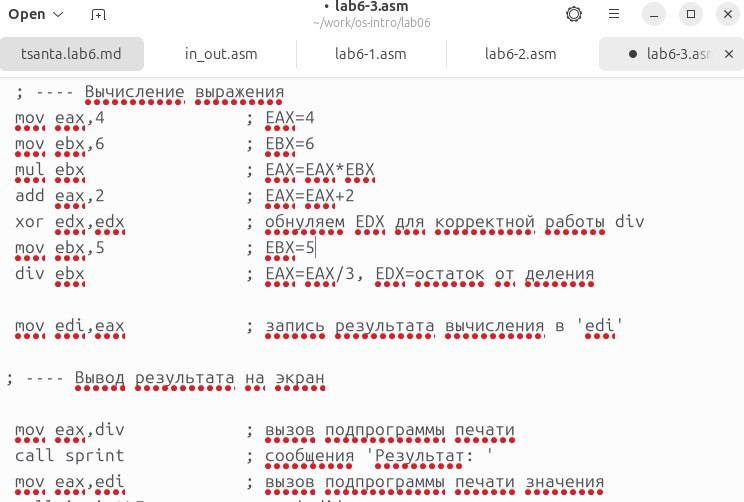 Open
• lab6-3.asm
~/work/os-intro/lab06
tsanta.lab6.md in_out.asm lab6-1.asm lab6-2.asm ● lab6-3.asm
; ---- Вычисление выражения
mov eax,4 ; EAX=4
mov ebx,6 ; EBX=6
mul ebx ; EAX=EAX*EBX
add eax,2 ; EAX=EAX+2
xor edx,edx ; обнуляем EDX для корректной работы div
mov ebx,5 ; EBX=5
div ebx ; EAX=EAX/3, EDX=остаток от деления
mov edi,eax ; запись результата вычисления в 'edi'
; ---- Вывод результата на экран
mov eax,div ; вызов подпрограммы печати
call sprint ; сообщения 'Результат: '
mov eax,edi ; вызов подпрограммы печати значения